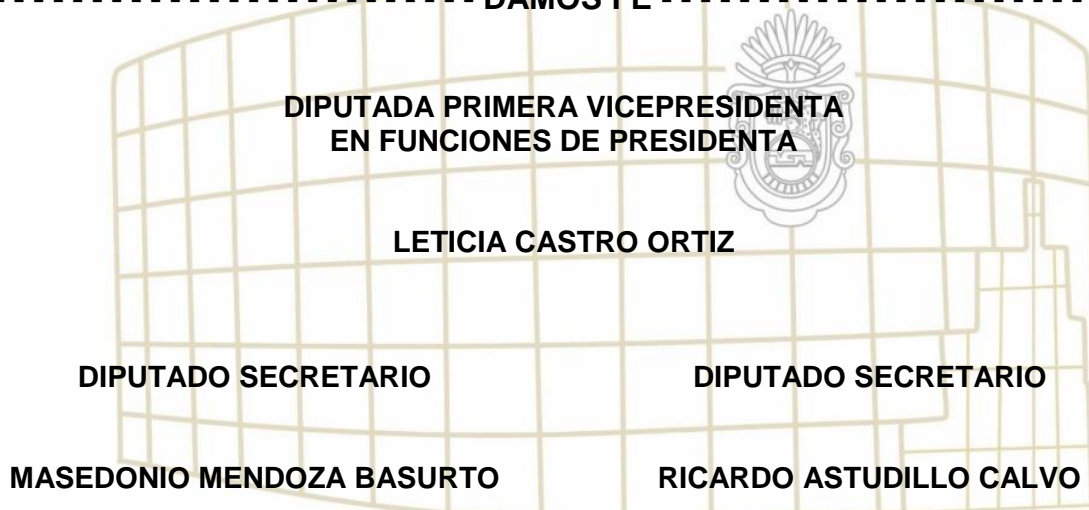 - - - - - - - - - - - - - - - - - - - - - - - - - - DAMOS FE - - - - - - - - - - - - - - - - - - - - - - - -
DIPUTADA PRIMERA VICEPRESIDENTA
EN FUNCIONES DE PRESIDENTA
LETICIA CASTRO ORTIZ
DIPUTADO SECRETARIO DIPUTADO SECRETARIO
MASEDONIO MENDOZA BASURTO RICARDO ASTUDILLO CALVO